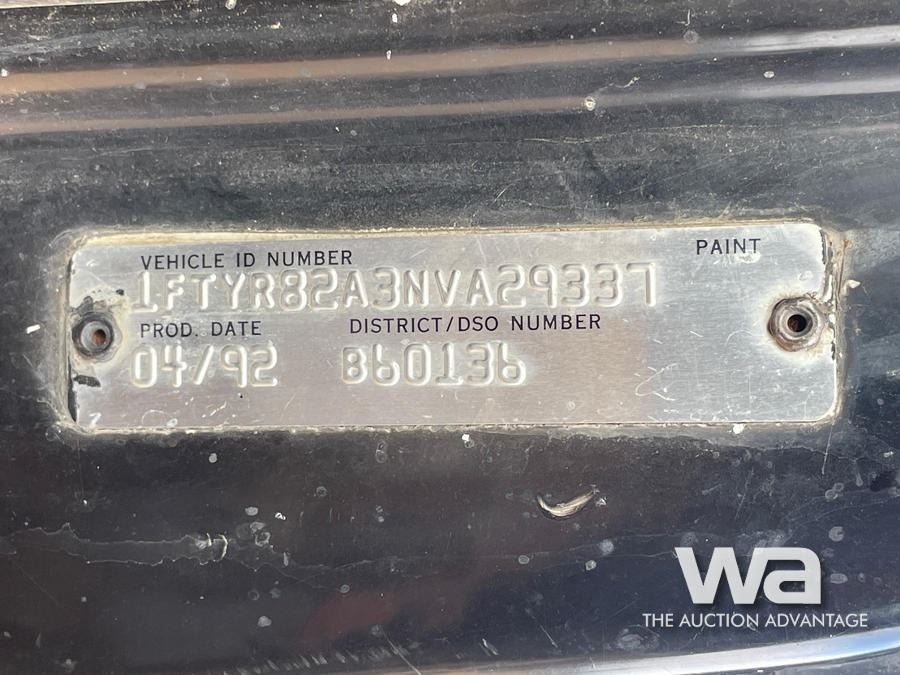 VEHICLE ID NUMBER PAINT
1FTYR82A3NVA29337
PROD. DATE DISTRICT/DSO NUMBER
04/92 860136
wa
THE AUCTION ADVANTAGE